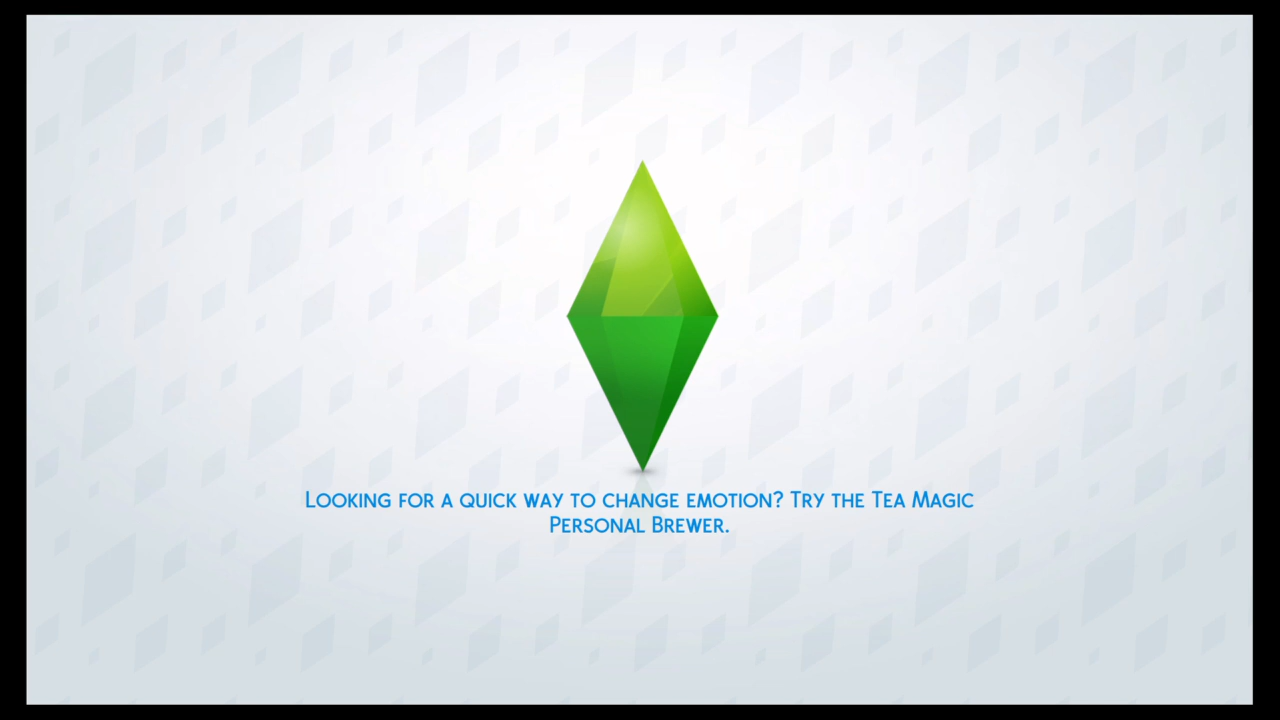 Looking for a quick way to change emotion? Try the Tea Magic
Personal Brewer.